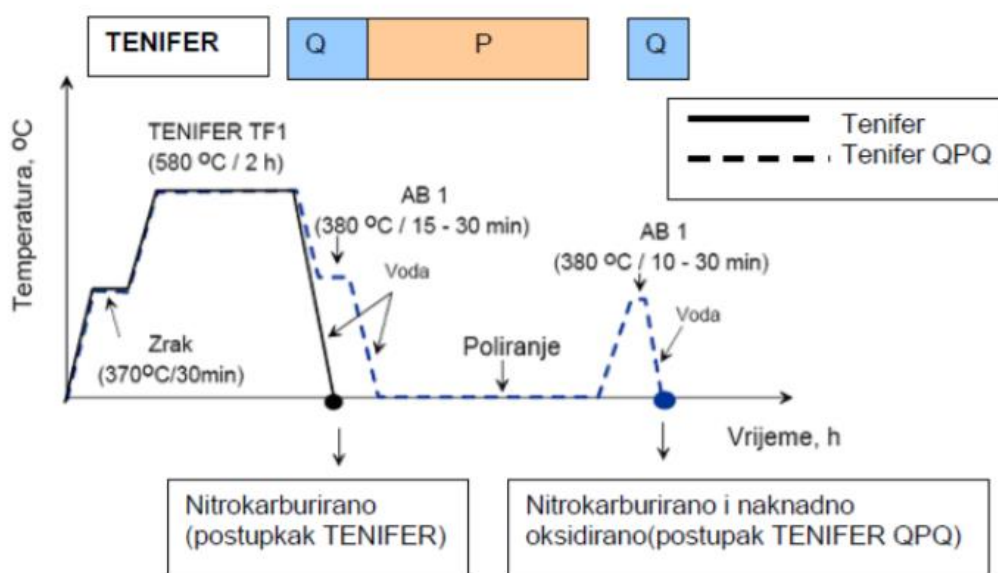 TENIFER
Q
P
Q
Temperatura, ºC
TENIFER TF1
(580 ºC / 2 h)
Tenifer
Tenifer QPQ
AB 1
(380 ºC / 15 - 30 min)
AB 1
(380 ºC / 10 - 30 min)
Voda
Voda
Zrak
(370ºC/30min)
Poliranje
Vrijeme, h
Nitrokarburirano
(postupkak TENIFER)
Nitrokarburirano i naknadno
oksidirano(postupak TENIFER QPQ)